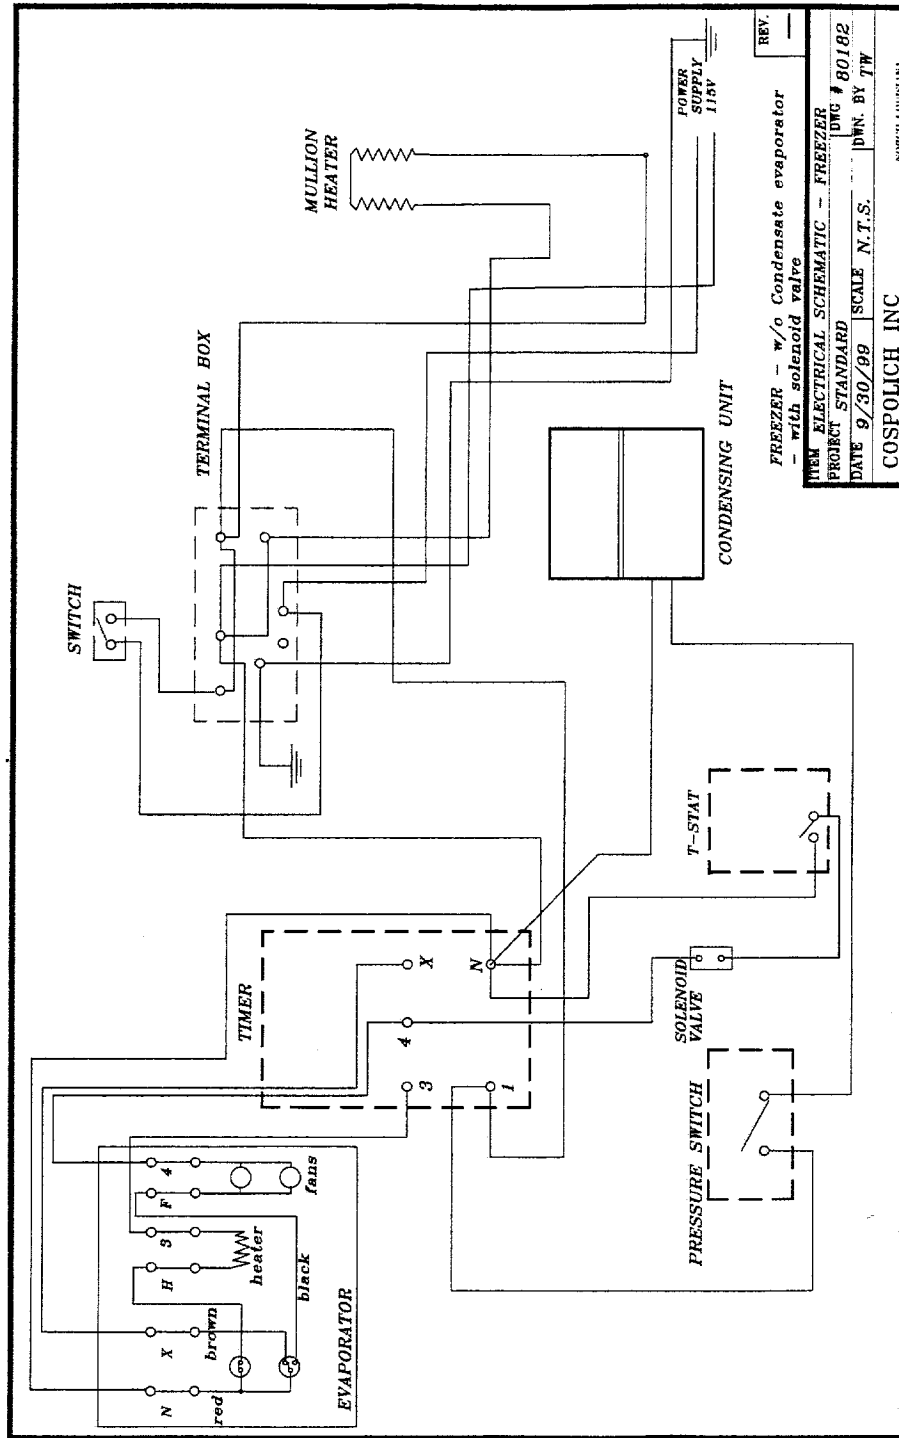 SWITCH
TERMINAL BOX
MULLION
HEATER
POWER
SUPPLY
115V
TIMER
X
N
4
3
1
EVAPORATOR
N
X
H
3
F
4
red
brown
heater
black
fans
CONDENSING UNIT
T-STAT
SOLENOID
VALVE
PRESSURE SWITCH
FREEZER - w/o Condensate evaporator
- with solenoid valve
REV.
—
ITEM ELECTRICAL SCHEMATIC - FREEZER
PROJECT STANDARD DWG # 80182
DATE 9/30/99 SCALE N.T.S. DWN. BY TW
COSPOLICH INC